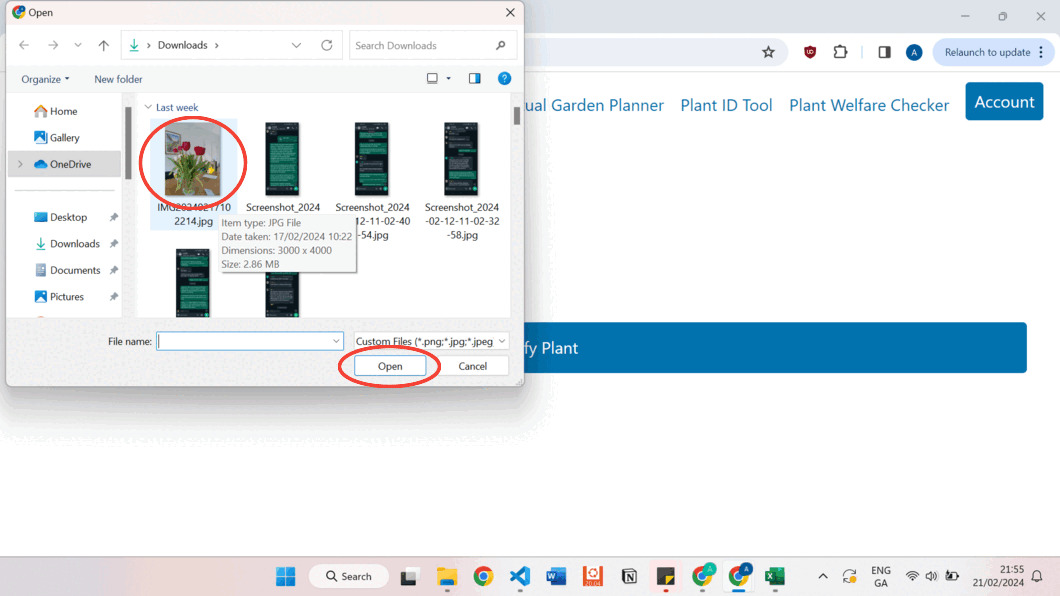 Open
Downloads
Search Downloads
Organize
New folder
Home
Gallery
OneDrive
Desktop
Downloads
Documents
Pictures
Last week
2214.jpg
Screenshot_2024
Screenshot_2024
12-11-02-40
-54.jpg
Screenshot_2024
-02-12-11-02-32
-58.jpg
Item type: JPG File
Date taken: 17/02/2024 10:22
Dimensions: 3000 x 4000
Size: 2.86 MB
File name:
Custom Files (*.png;*.jpg;*.jpeg
Open
Cancel
A
Relaunch to update
ual Garden Planner
Plant ID Tool
Plant Welfare Checker
Account
fy Plant
Search
A
A
ENG
GA
21:55
21/02/2024